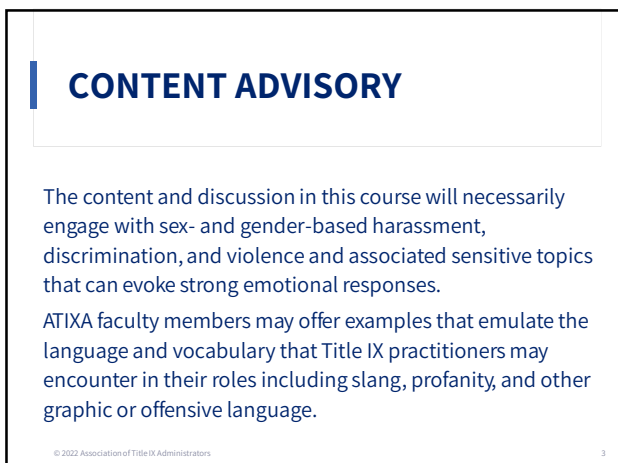 CONTENT ADVISORY
The content and discussion in this course will necessarily
engage with sex- and gender-based harassment,
discrimination, and violence and associated sensitive topics
that can evoke strong emotional responses.
ATIXA faculty members may offer examples that emulate the
language and vocabulary that Title IX practitioners may
encounter in their roles including slang, profanity, and other
graphic or offensive language.
© 2022 Association of Title IX Administrators
3